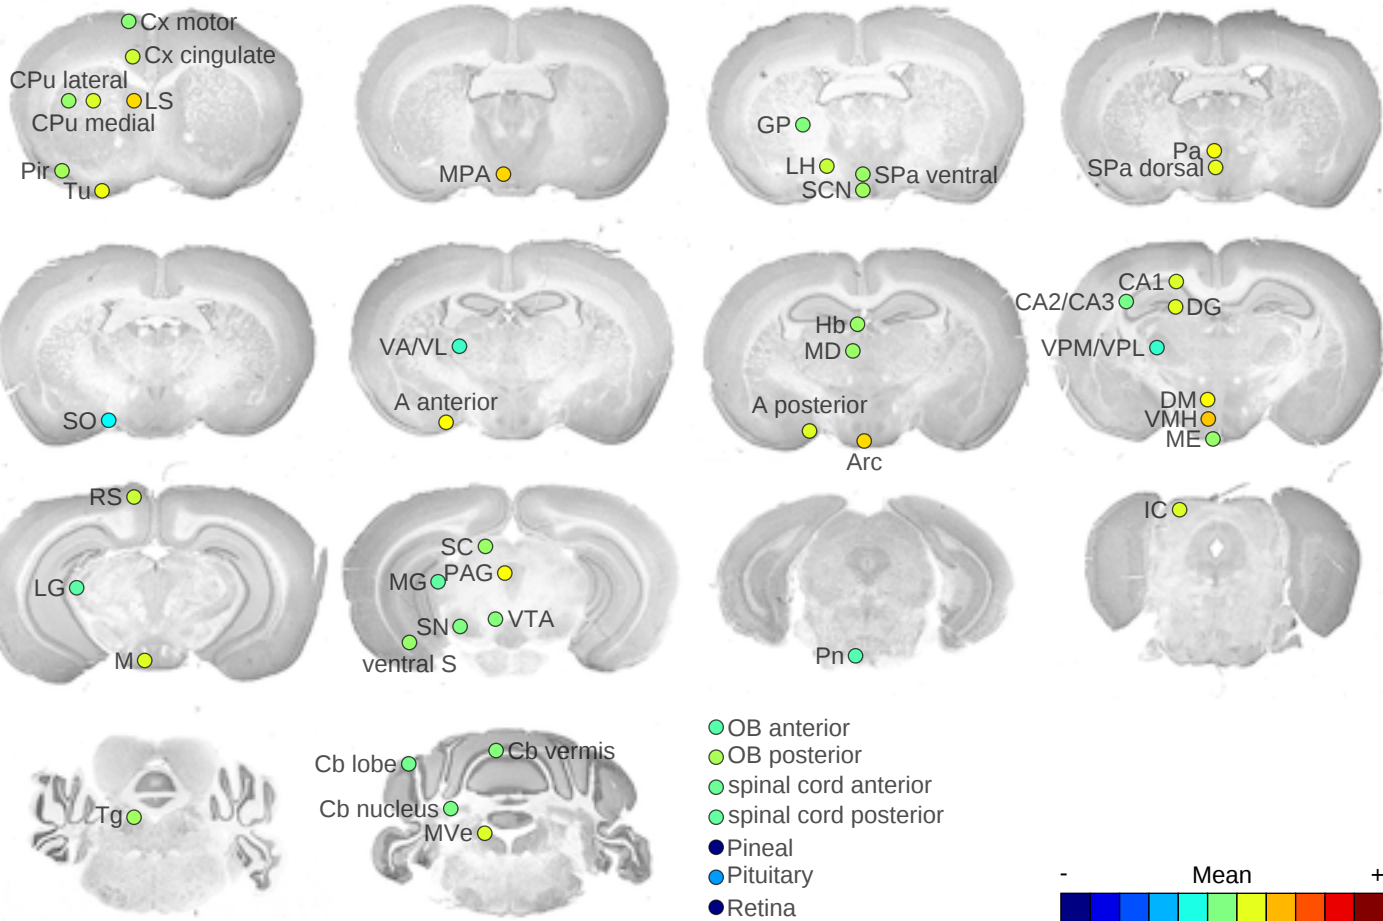 Cx motor
Cx cingulate
CPu lateral
LS
CPu medial
Pir
Tu
MPA
GP
LH
SPa ventral
SCN
Pa
SPa dorsal
SO
VA/VL
A anterior
Hb
MD
A posterior
Arc
CA1
CA2/CA3
DG
VPM/VPL
DM
VMH
ME
RS
LG
M
SC
MG
PAG
SN
VTA
ventral S
Pn
IC
Tg
Cb lobe
Cb vermis
Cb nucleus
MVe
OB anterior
OB posterior
spinal cord anterior
spinal cord posterior
Pineal
Pituitary
Retina
- Mean +